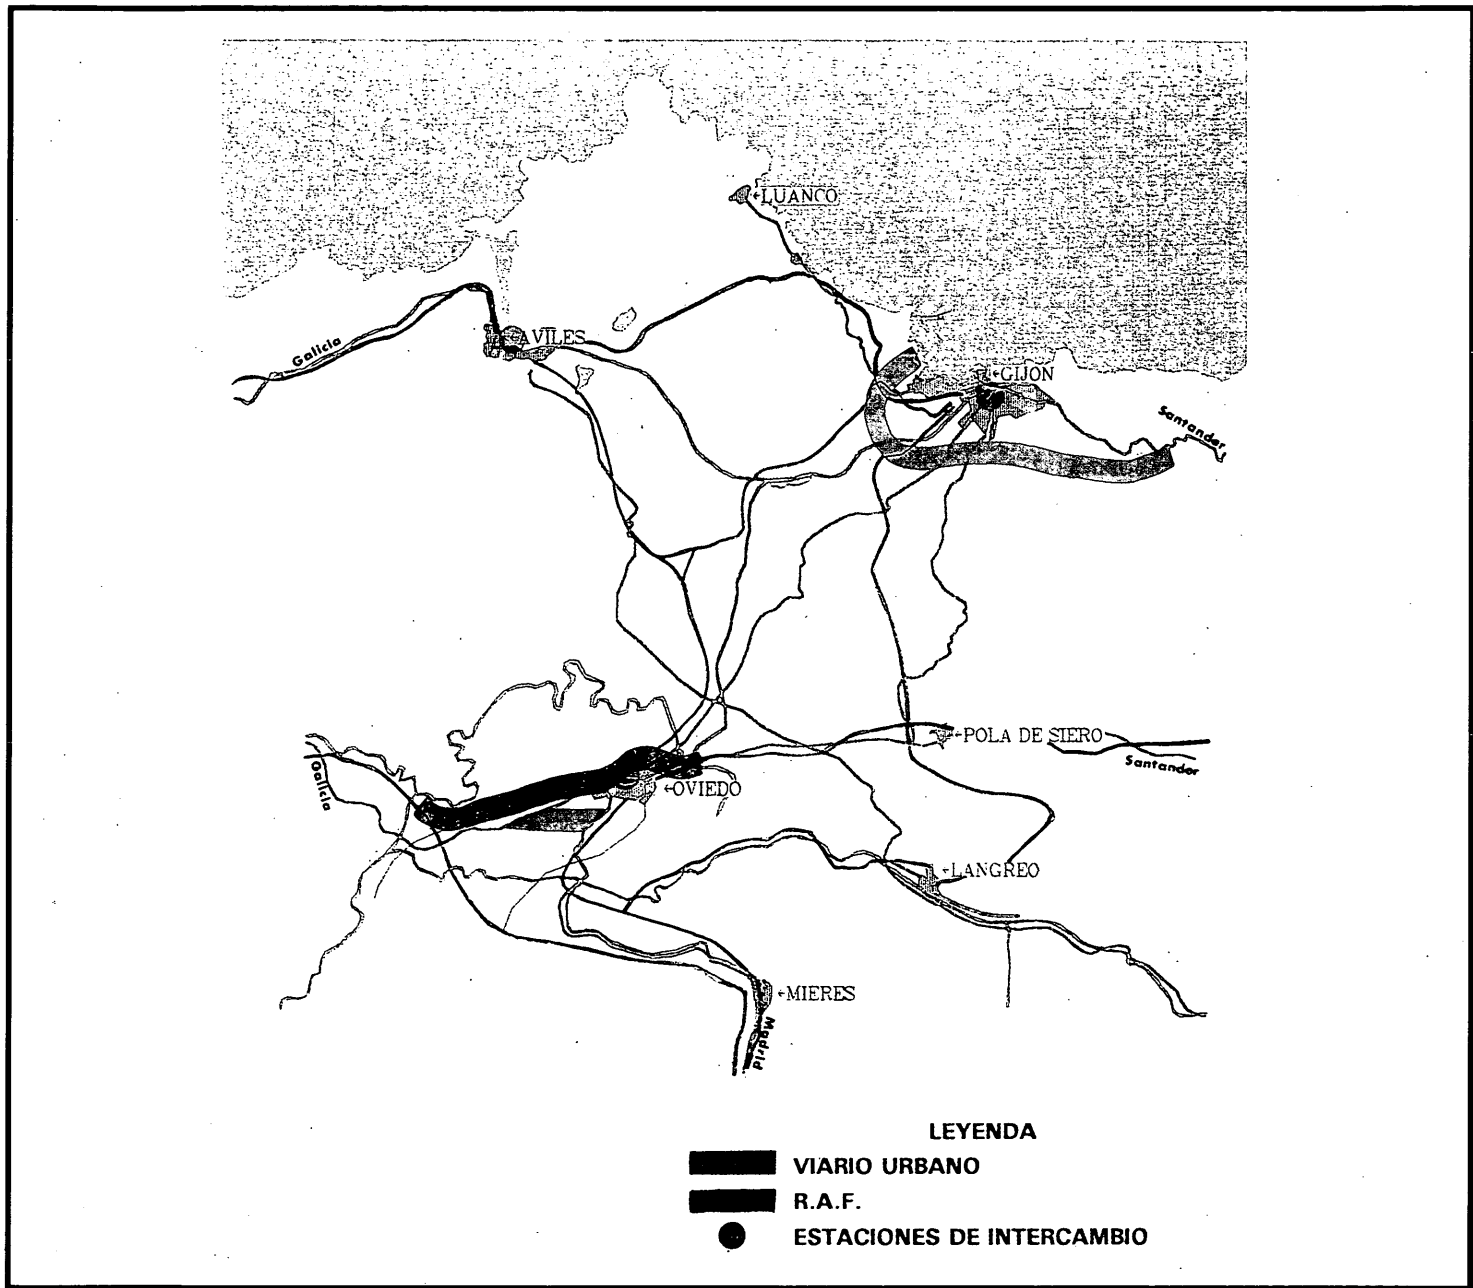 ←LUANCO
Galicia
←AVILES
←GIJON
Santander
←POLA DE SIERO
Santander
Galicia
←OVIEDO
←LANGREO
←MIERES
Madrid
LEYENDA
VIARIO URBANO
R.A.F.
ESTACIONES DE INTERCAMBIO